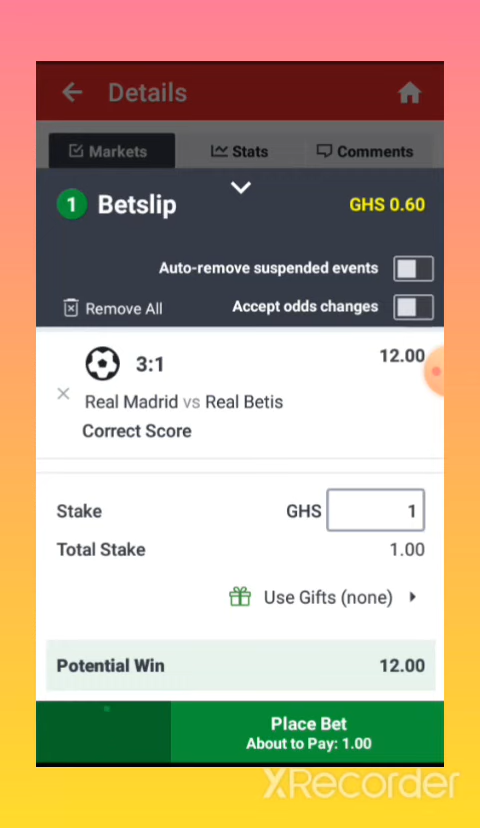 Details
Markets Stats Comments
1 Betslip GHS 0.60
Auto-remove suspended events
Remove All Accept odds changes
3:1 12.00
Real Madrid vs Real Betis
Correct Score
Stake GHS 1
Total Stake 1.00
Use Gifts (none)
Potential Win 12.00
Place Bet
About to Pay: 1.00
XRecorder